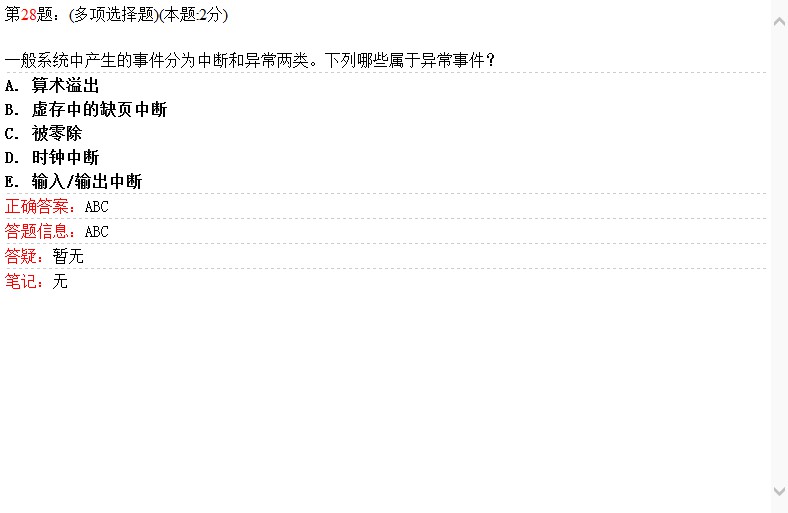 第28题：(多项选择题)(本题:2分)
一般系统中产生的事件分为中断和异常两类。下列哪些属于异常事件？
A. 算术溢出
B. 虚存中的缺页中断
C. 被零除
D. 时钟中断
E. 输入/输出中断
正确答案：ABC
答题信息：ABC
答疑：暂无
笔记：无